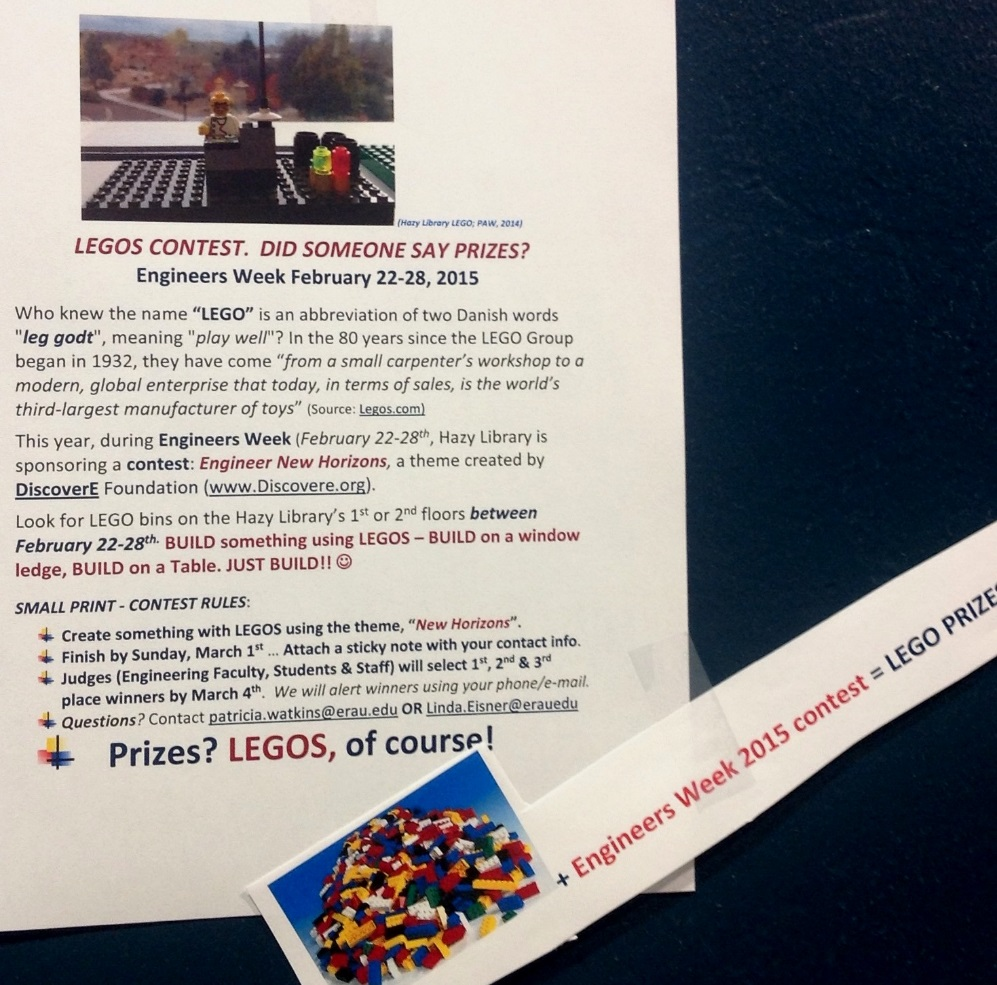 (Hazy Library LEGO; PAW, 2014)
LEGOS CONTEST. DID SOMEONE SAY PRIZES?
Engineers Week February 22-28, 2015
Who knew the name “LEGO” is an abbreviation of two Danish words
"leg godt", meaning "play well"? In the 80 years since the LEGO Group
began in 1932, they have come “from a small carpenter’s workshop to a
modern, global enterprise that today, in terms of sales, is the world’s
third-largest manufacturer of toys” (Source: Legos.com)
This year, during Engineers Week (February 22-28th, Hazy Library is
sponsoring a contest: Engineer New Horizons, a theme created by
DiscoverE Foundation (www.Discovere.org).
Look for LEGO bins on the Hazy Library’s 1st or 2nd floors between
February 22-28th. BUILD something using LEGOS – BUILD on a window
ledge, BUILD on a Table. JUST BUILD!! ☺
SMALL PRINT - CONTEST RULES:
Create something with LEGOS using the theme, “New Horizons”.
Finish by Sunday, March 1st ... Attach a sticky note with your contact info.
Judges (Engineering Faculty, Students & Staff) will select 1st, 2nd & 3rd
place winners by March 4th. We will alert winners using your phone/e-mail.
Questions? Contact patricia.watkins@erau.edu OR Linda.Eisner@erauedu
Prizes? LEGOS, of course!
+ Engineers Week 2015 contest = LEGO PRIZES